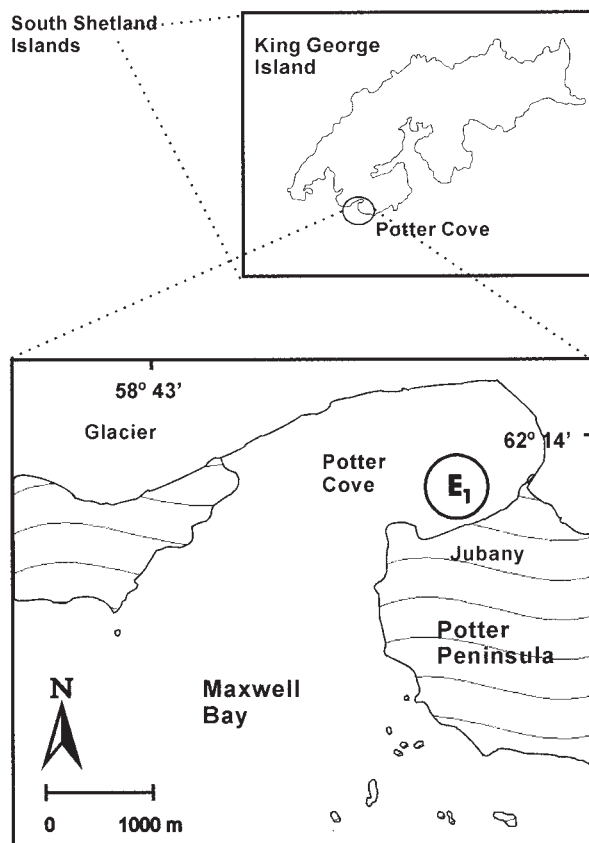 South Shetland
Islands
King George
Island
Potter Cove
58° 43'
Glacier
62° 14'
Potter
Cove
E1
Jubany
Potter
Peninsula
N
Maxwell
Bay
0 1000 m